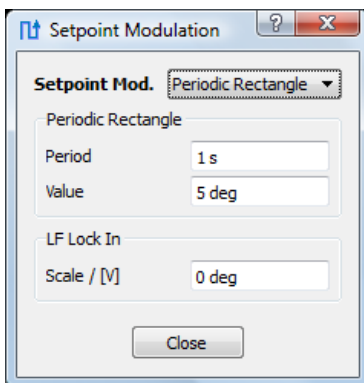 Setpoint Modulation
Setpoint Mod. Periodic Rectangle
Periodic Rectangle
Period 1 s
Value 5 deg
LF Lock In
Scale / [V] 0 deg
Close